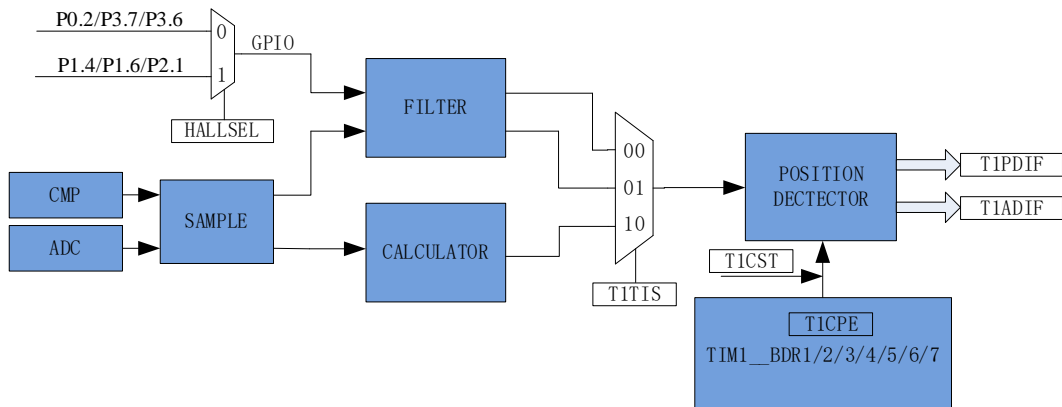 P0.2/P3.7/P3.6
0
GPIO
P1.4/P1.6/P2.1
1
HALLSEL
FILTER
CMP
ADC
SAMPLE
CALCULATOR
00
01
10
T1TIS
POSITION
DECTECTOR
T1PDIF
T1ADIF
T1CST
T1CPE
TIM1__BDR1/2/3/4/5/6/7